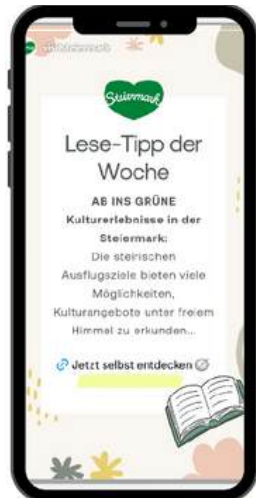 Steiermark
Lese-Tipp der
Woche
AB INS GRÜNE
Kulturerlebnisse in der
Steiermark:
Die steirischen
Ausflugsziele bieten viele
Möglichkeiten,
Kulturangebote unter freiem
Himmel zu erkunden...
Jetzt selbst entdecken